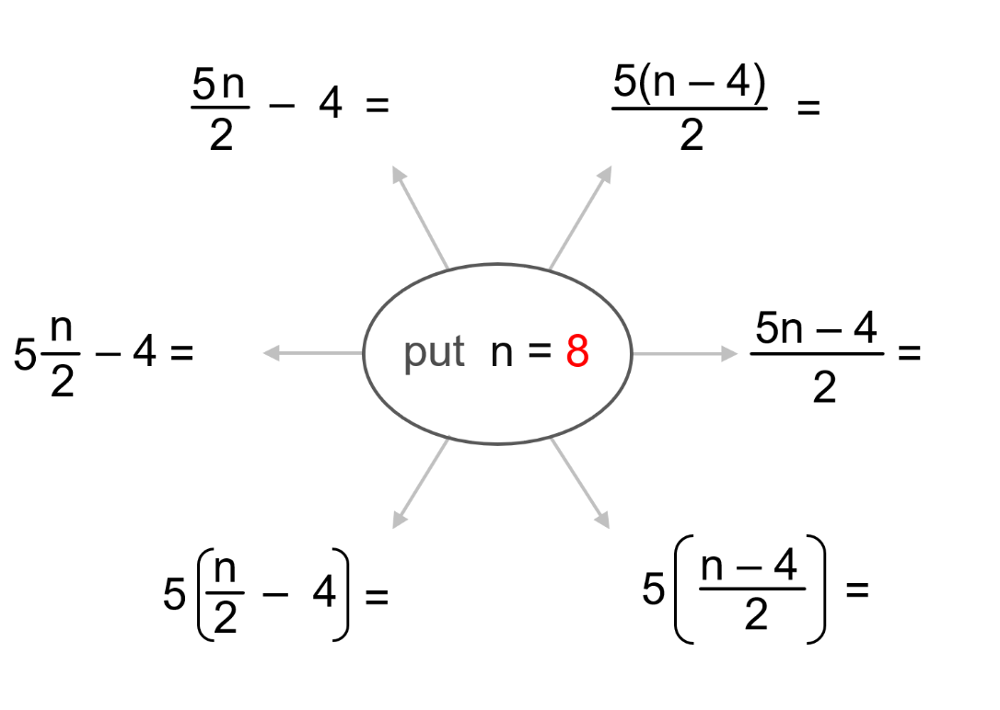 5n/2 – 4 =
5(n – 4)/2 =
5 n/2 – 4 =
put n = 8
5n – 4/2 =
5(n/2 – 4) =
5(n – 4/2) =